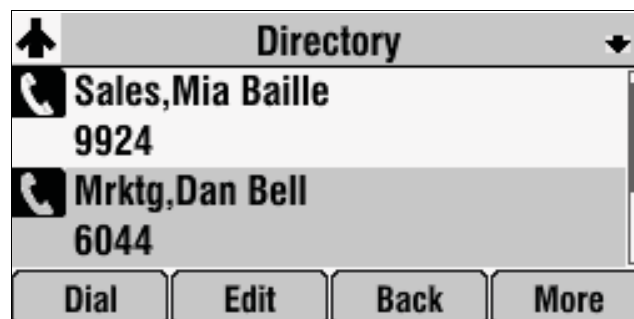 Directory
Sales,Mia Baille
9924
Mrktg,Dan Bell
6044
Dial Edit Back More